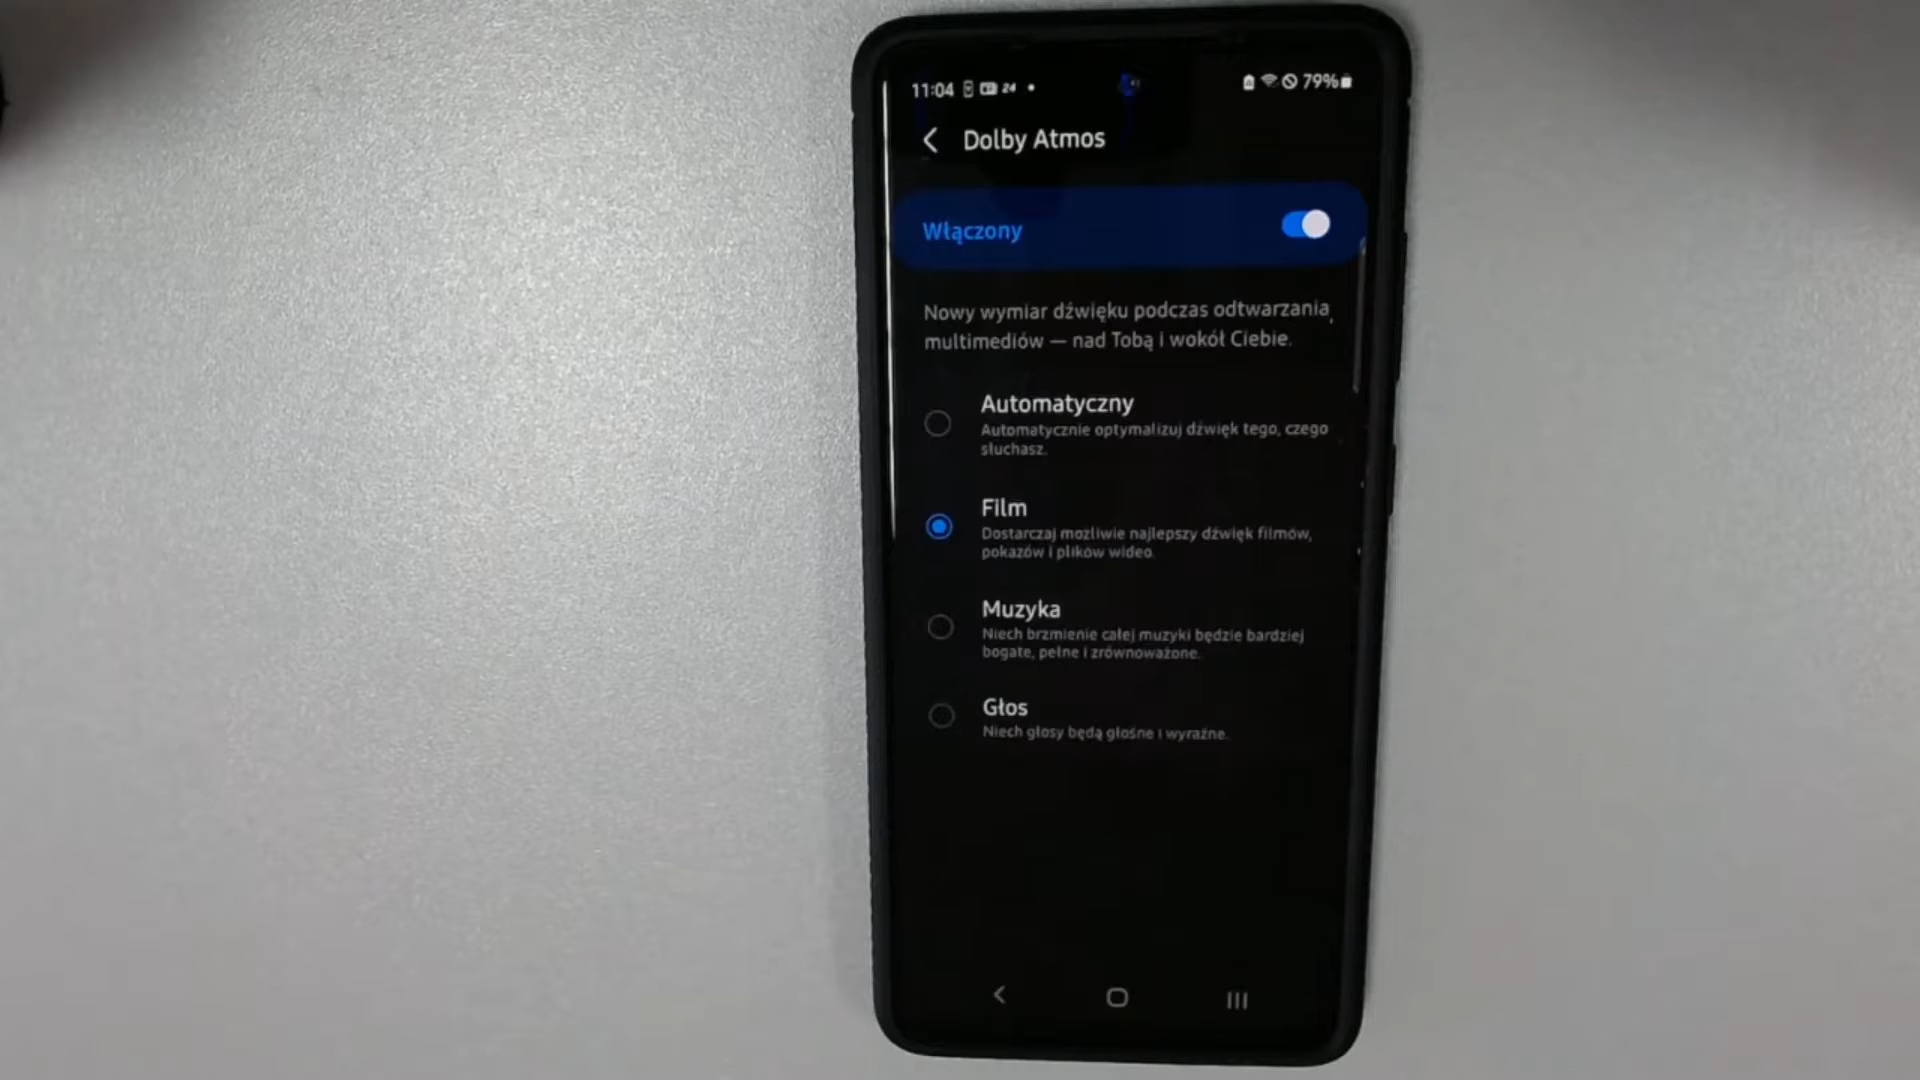 11:04 24 79%
Dolby Atmos
Włączony
Nowy wymiar dźwięku podczas odtwarzania
multimediów — nad Tobą i wokół Ciebie.
Automatyczny
Automatycznie optymalizuj dźwięk tego, czego
słuchasz.
Film
Dostarczaj możliwie najlepszy dźwięk filmów,
pokazów i plików wideo.
Muzyka
Niech brzmienie całej muzyki będzie bardziej
bogate, pełne i zrównoważone.
Głos
Niech głosy będą głośne i wyraźne.